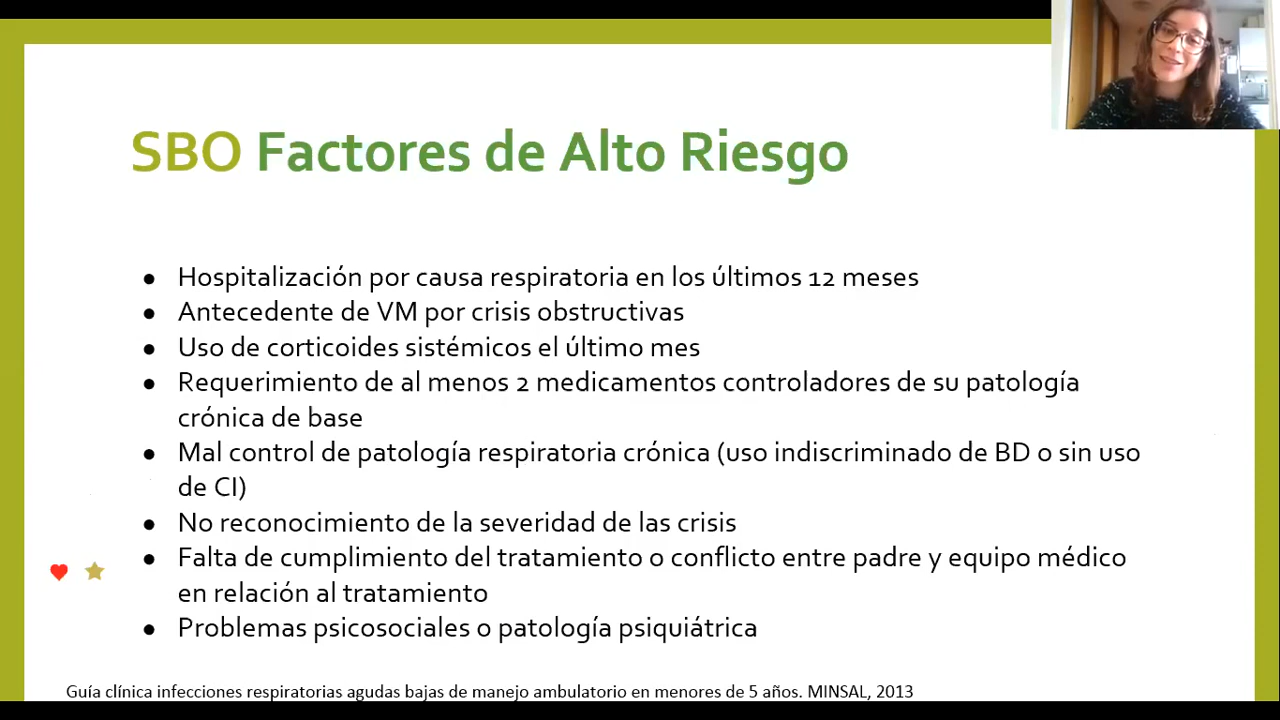 SBO Factores de Alto Riesgo
● Hospitalización por causa respiratoria en los últimos 12 meses
● Antecedente de VM por crisis obstructivas
● Uso de corticoides sistémicos el último mes
● Requerimiento de al menos 2 medicamentos controladores de su patología
crónica de base
● Mal control de patología respiratoria crónica (uso indiscriminado de BD o sin uso
de CI)
● No reconocimiento de la severidad de las crisis
● Falta de cumplimiento del tratamiento o conflicto entre padre y equipo médico
en relación al tratamiento
● Problemas psicosociales o patología psiquiátrica
Guía clínica infecciones respiratorias agudas bajas de manejo ambulatorio en menores de 5 años. MINSAL, 2013